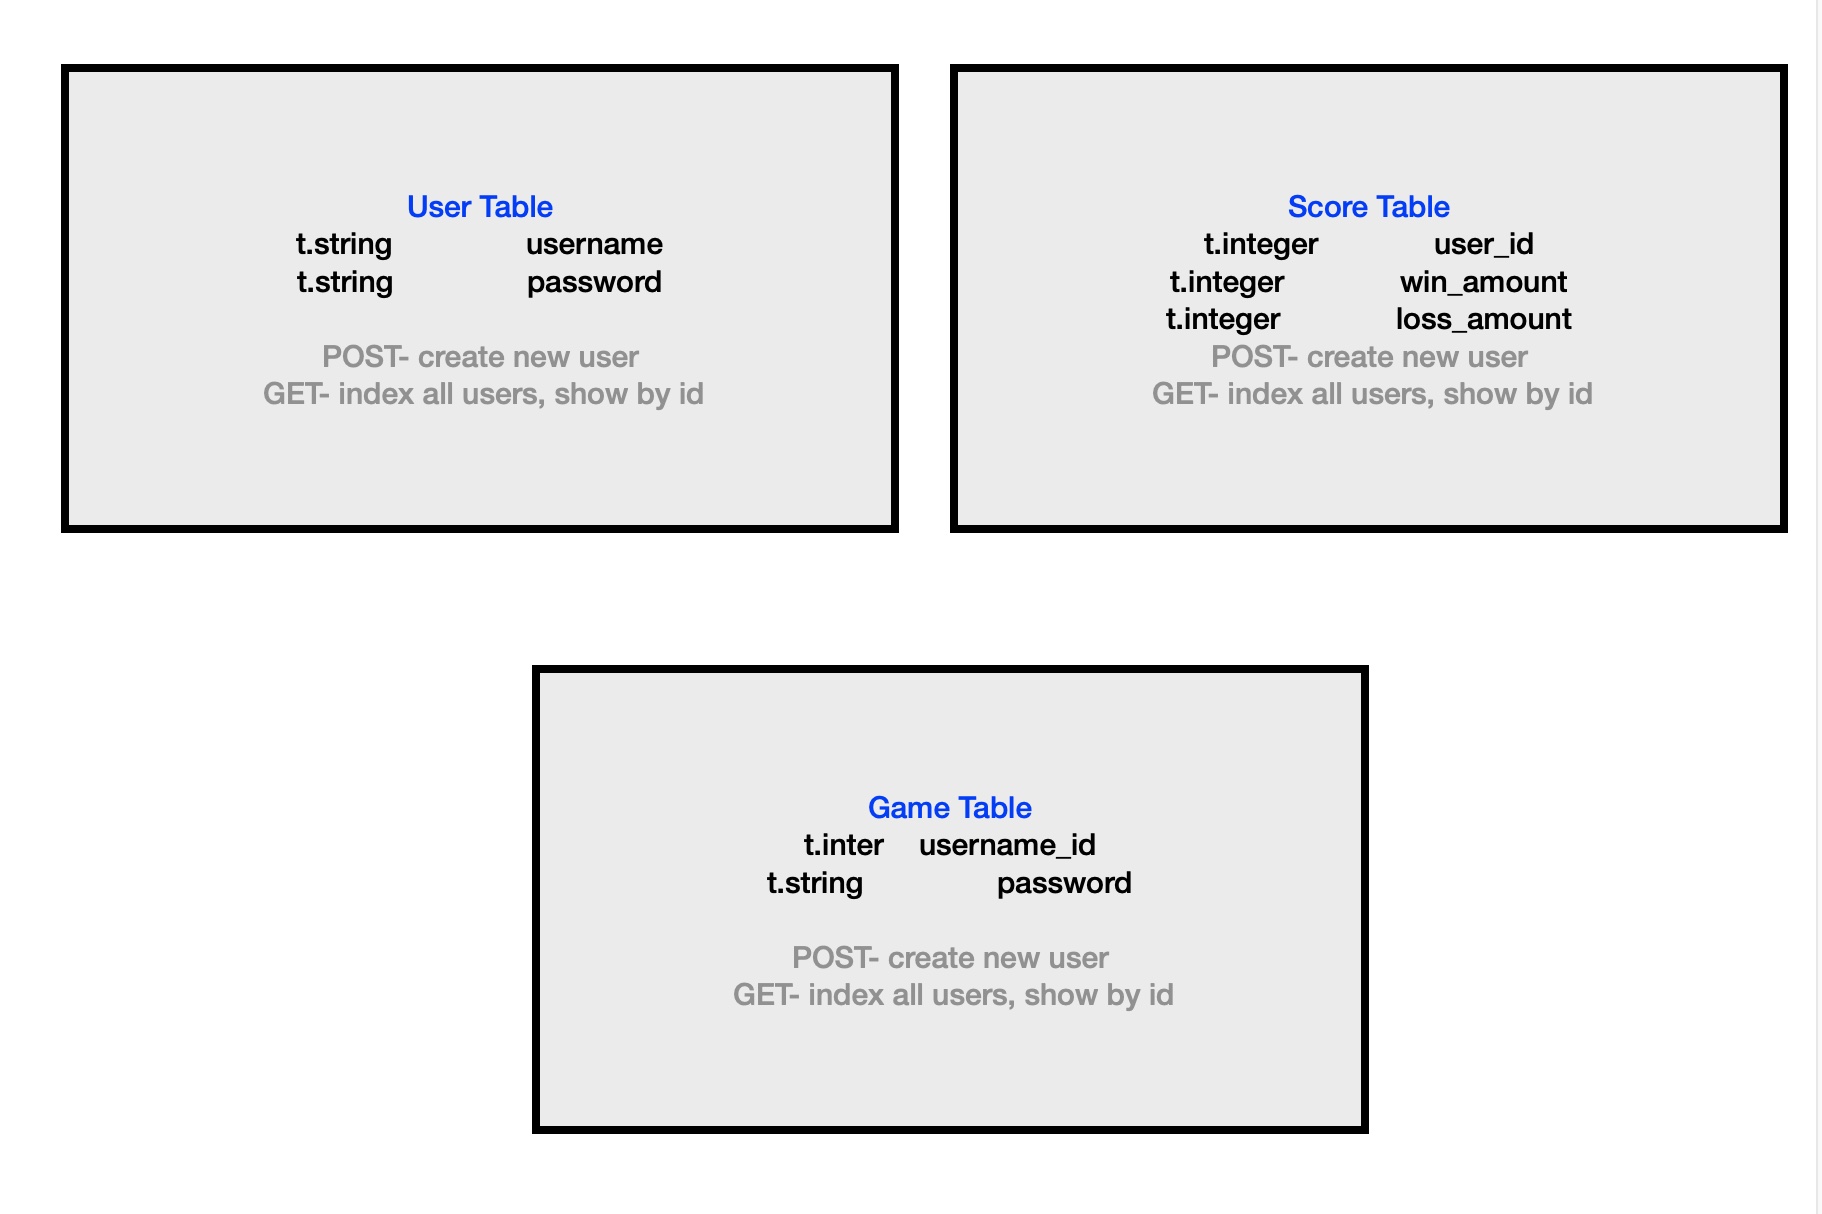 User Table
t.string username
t.string password
POST- create new user
GET- index all users, show by id
Score Table
t.integer user_id
t.integer win_amount
t.integer loss_amount
POST- create new user
GET- index all users, show by id
Game Table
t.inter username_id
t.string password
POST- create new user
GET- index all users, show by id